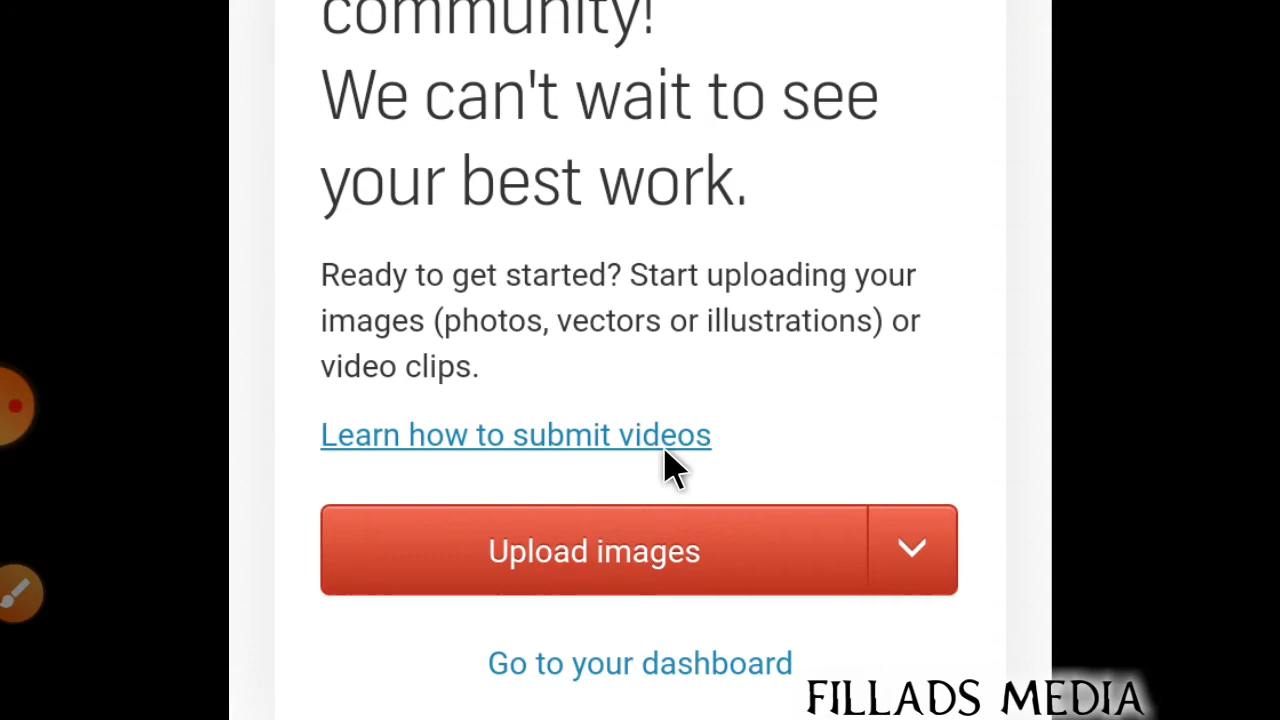 community!
We can't wait to see
your best work.
Ready to get started? Start uploading your
images (photos, vectors or illustrations) or
video clips.
Learn how to submit videos
Upload images
Go to your dashboard
FILLADS MEDIA